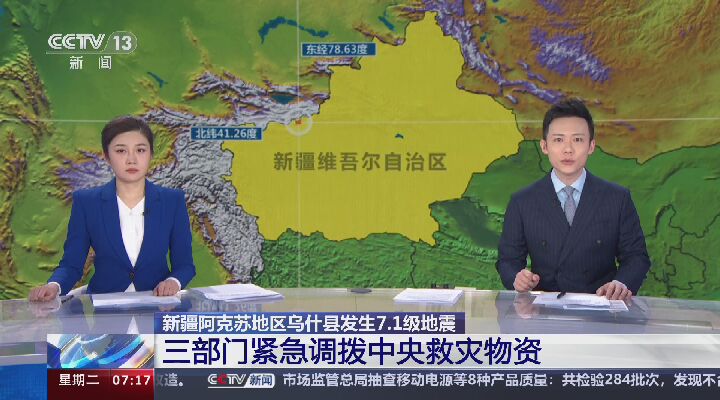 CCTV 13
新闻
东经78.63度
北纬41.26度
新疆维吾尔自治区
新疆阿克苏地区乌什县发生7.1级地震
三部门紧急调拨中央救灾物资
星期二 07:17 改造。 CCTV 新闻 市场监管总局抽查移动电源等8种产品质量：共检验284批次，发现不合